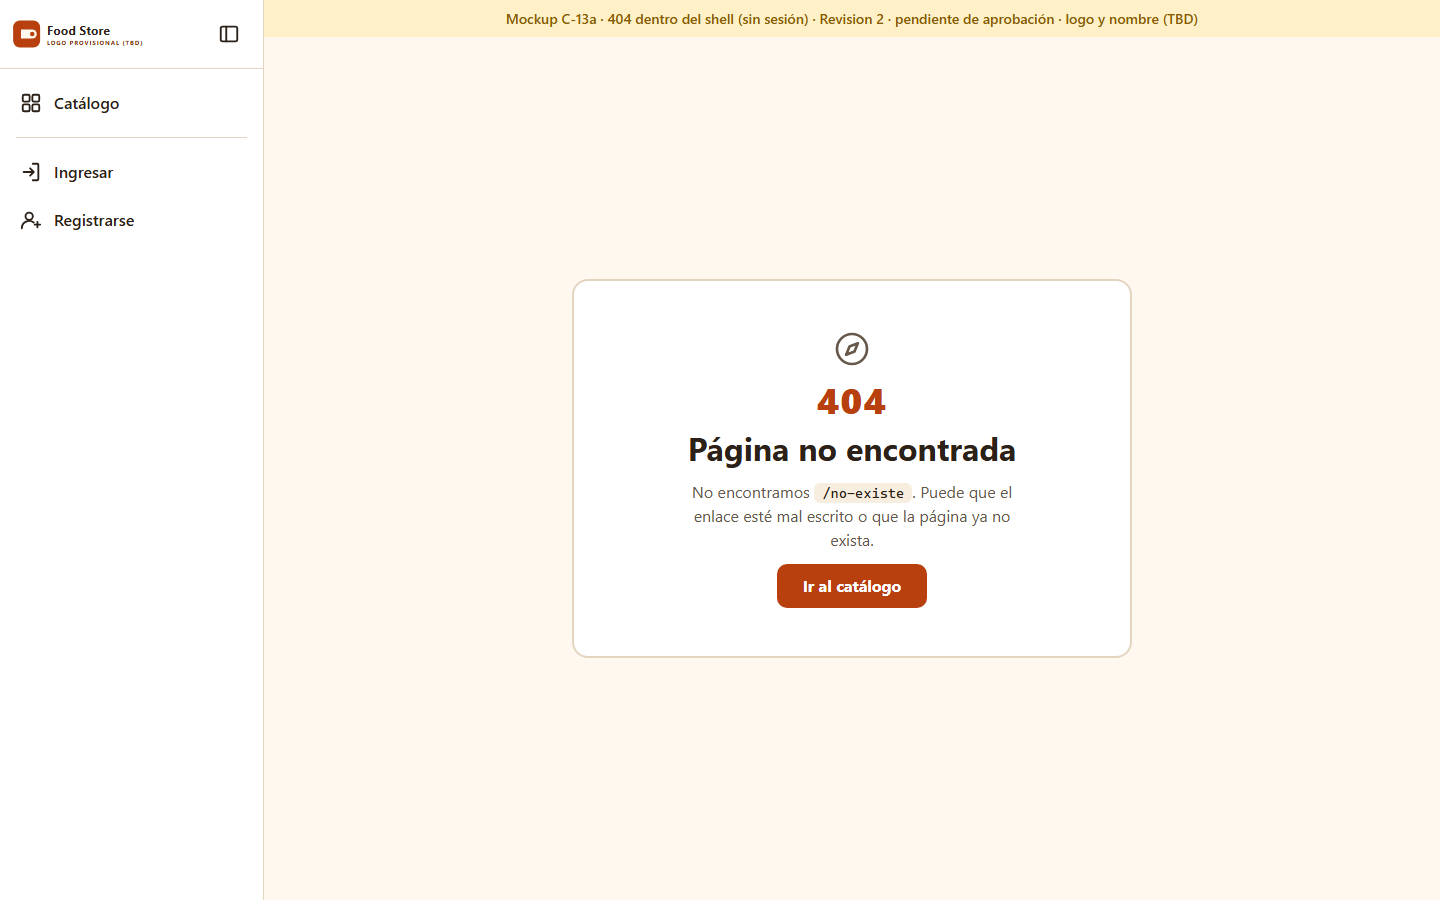 Food Store
LOGO PROVISIONAL (TBD)
Mockup C-13a · 404 dentro del shell (sin sesión) · Revision 2 · pendiente de aprobación · logo y nombre (TBD)
Catálogo
Ingresar
Registrarse
404
Página no encontrada
No encontramos /no-existe. Puede que el
enlace esté mal escrito o que la página ya no
exista.
Ir al catálogo